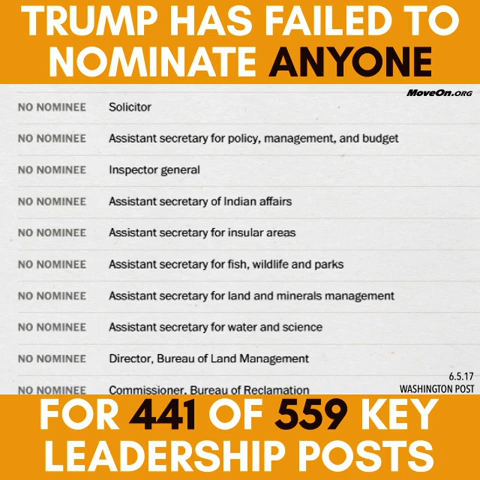 TRUMP HAS FAILED TO
NOMINATE ANYONE
MoveOn.ORG
NO NOMINEE Solicitor
NO NOMINEE Assistant secretary for policy, management, and budget
NO NOMINEE Inspector general
NO NOMINEE Assistant secretary of Indian affairs
NO NOMINEE Assistant secretary for insular areas
NO NOMINEE Assistant secretary for fish, wildlife and parks
NO NOMINEE Assistant secretary for land and minerals management
NO NOMINEE Assistant secretary for water and science
NO NOMINEE Director, Bureau of Land Management
NO NOMINEE Commissioner, Bureau of Reclamation
6.5.17
WASHINGTON POST
FOR 441 OF 559 KEY
LEADERSHIP POSTS